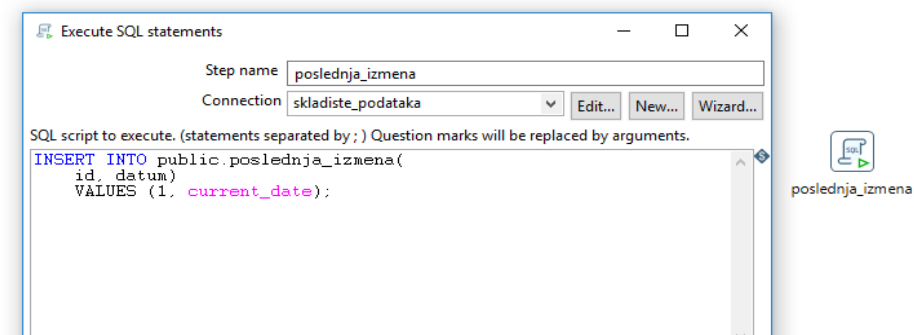 Execute SQL statements
Step name poslednja_izmena
Connection skladiste_podataka Edit... New... Wizard...
SQL script to execute. (statements separated by ; ) Question marks will be replaced by arguments.
INSERT INTO public.poslednja_izmena(
id, datum)
VALUES (1, current_date);
SQL
poslednja_izmena